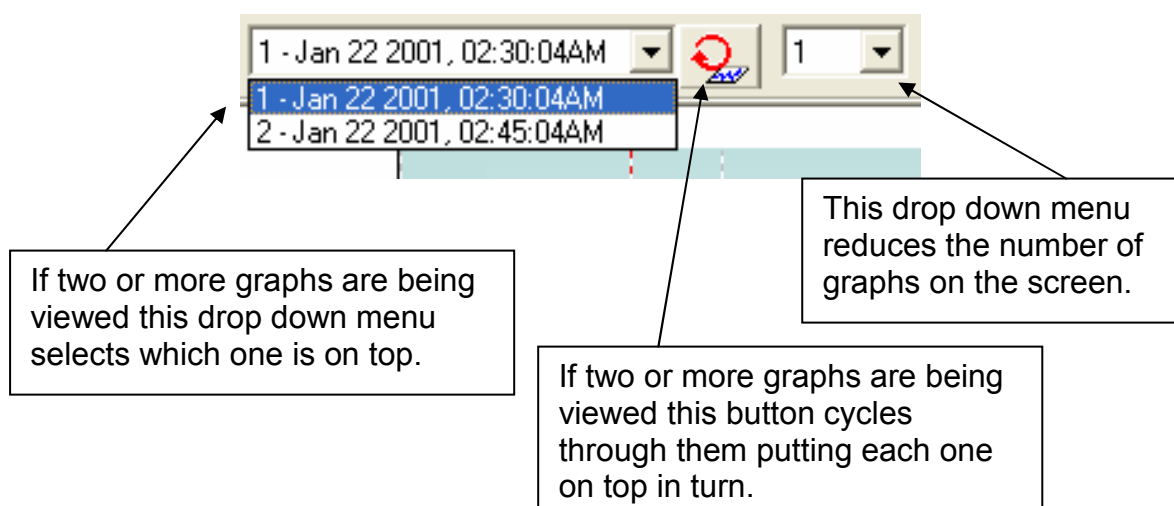 1 - Jan 22 2001, 02:30:04AM
1
1 - Jan 22 2001, 02:30:04AM
2 - Jan 22 2001, 02:45:04AM
If two or more graphs are being
viewed this drop down menu
selects which one is on top.
If two or more graphs are being
viewed this button cycles
through them putting each one
on top in turn.
This drop down menu
reduces the number of
graphs on the screen.